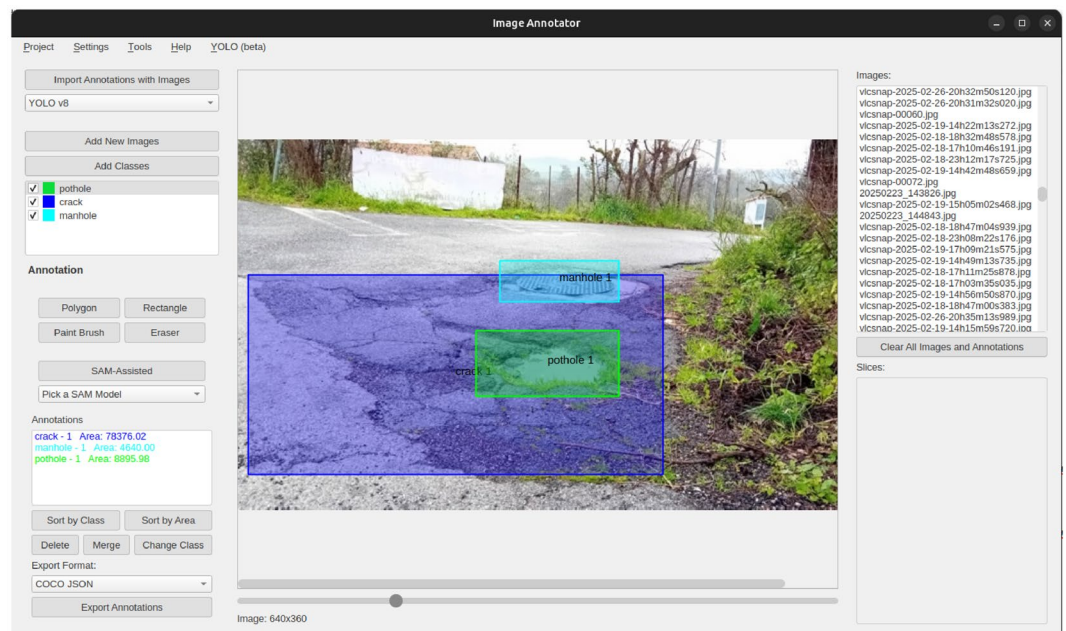 Image Annotator
Project Settings Tools Help YOLO (beta)
Import Annotations with Images
YOLO v8
Add New Images
Add Classes
pothole
crack
manhole
Annotation
Polygon Rectangle
Paint Brush Eraser
SAM-Assisted
Pick a SAM Model
Annotations
crack - 1 Area: 78376.02
manhole - 1 Area: 4640.00
pothole - 1 Area: 8895.98
Sort by Class Sort by Area
Delete Merge Change Class
Export Format:
COCO JSON
Export Annotations
manhole 1
pothole 1
crack 1
Image: 640x360
Images:
vlcsnap-2025-02-26-20h32m50s120.jpg
vlcsnap-2025-02-26-20h31m32s020.jpg
vlcsnap-00060.jpg
vlcsnap-2025-02-19-14h22m13s272.jpg
vlcsnap-2025-02-18-18h32m48s578.jpg
vlcsnap-2025-02-18-17h10m46s191.jpg
vlcsnap-2025-02-18-23h12m17s725.jpg
vlcsnap-2025-02-19-14h42m48s659.jpg
vlcsnap-00072.jpg
20250223_143826.jpg
vlcsnap-2025-02-19-15h05m02s468.jpg
20250223_144843.jpg
vlcsnap-2025-02-18-18h47m04s939.jpg
vlcsnap-2025-02-18-23h08m22s176.jpg
vlcsnap-2025-02-18-17h09m21s575.jpg
vlcsnap-2025-02-19-14h49m13s735.jpg
vlcsnap-2025-02-18-17h11m25s878.jpg
vlcsnap-2025-02-18-17h03m35s035.jpg
vlcsnap-2025-02-19-14h56m50s870.jpg
vlcsnap-2025-02-18-18h47m00s383.jpg
vlcsnap-2025-02-26-20h35m13s989.jpg
vlcsnap-2025-02-19-14h15m59s720.jpg
Clear All Images and Annotations
Slices: